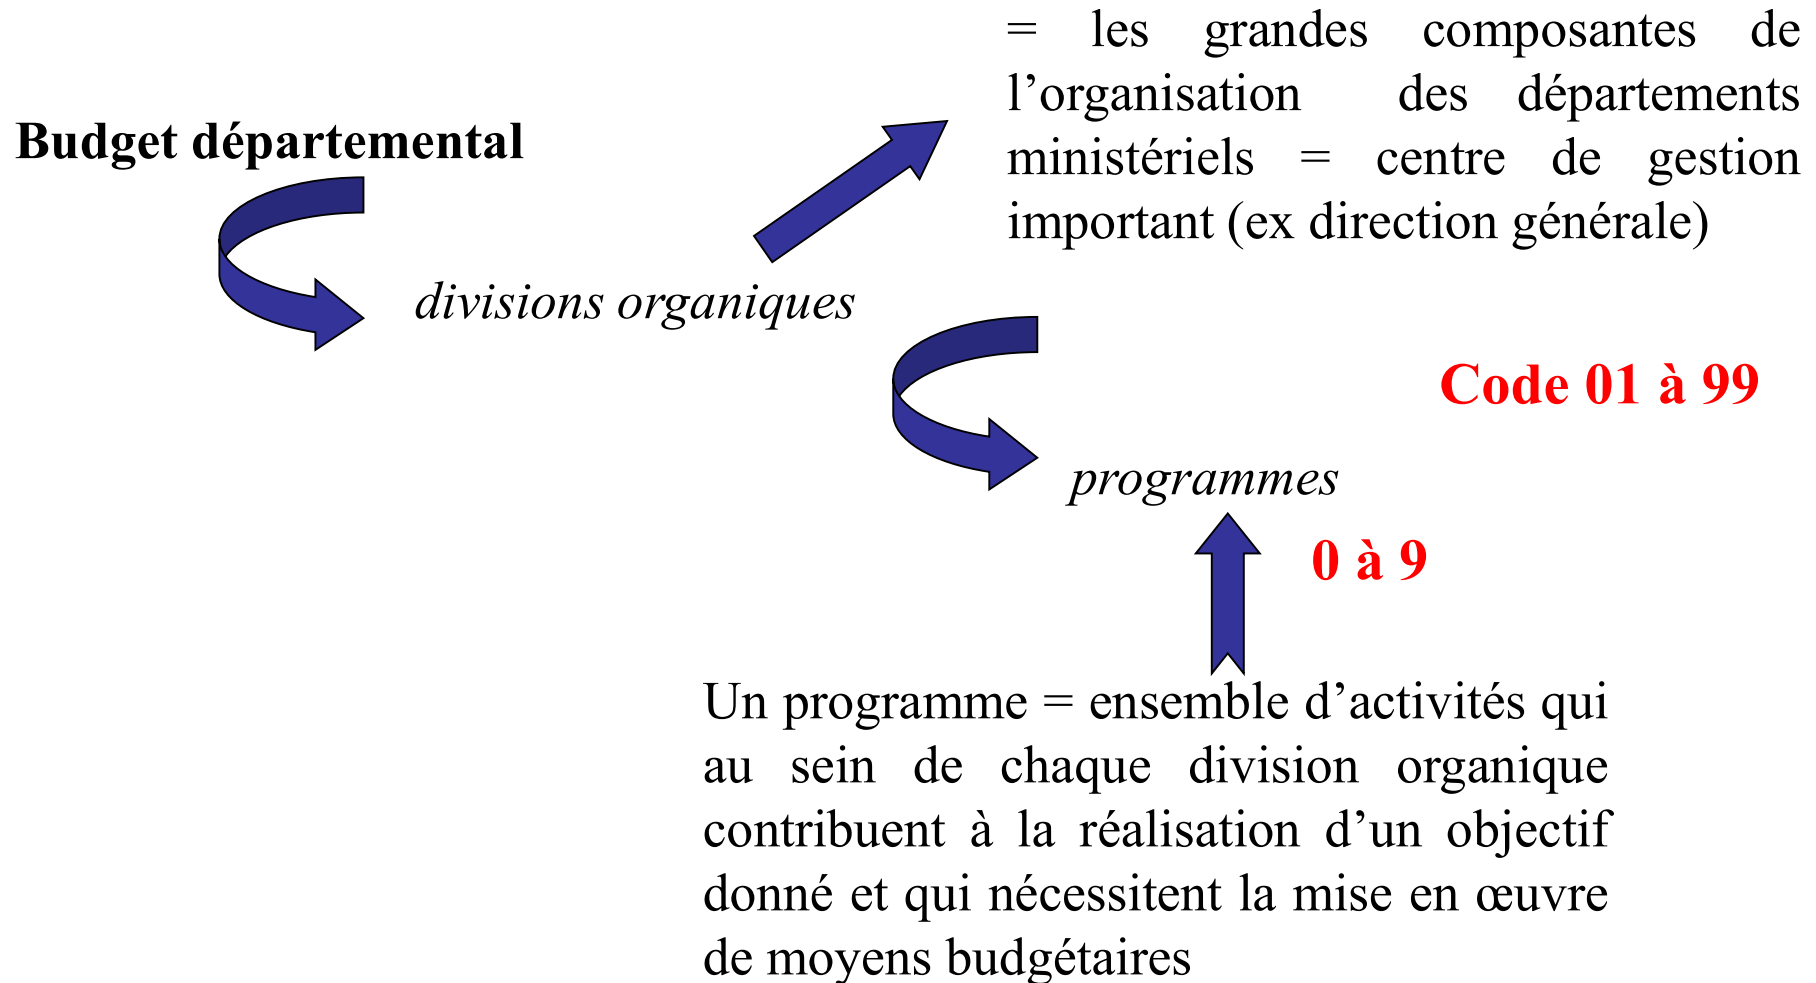 = les grandes composantes de
l’organisation des départements
ministériels = centre de gestion
important (ex direction générale)
Budget départemental
divisions organiques
Code 01 à 99
programmes
0 à 9
Un programme = ensemble d’activités qui
au sein de chaque division organique
contribuent à la réalisation d’un objectif
donné et qui nécessitent la mise en œuvre
de moyens budgétaires